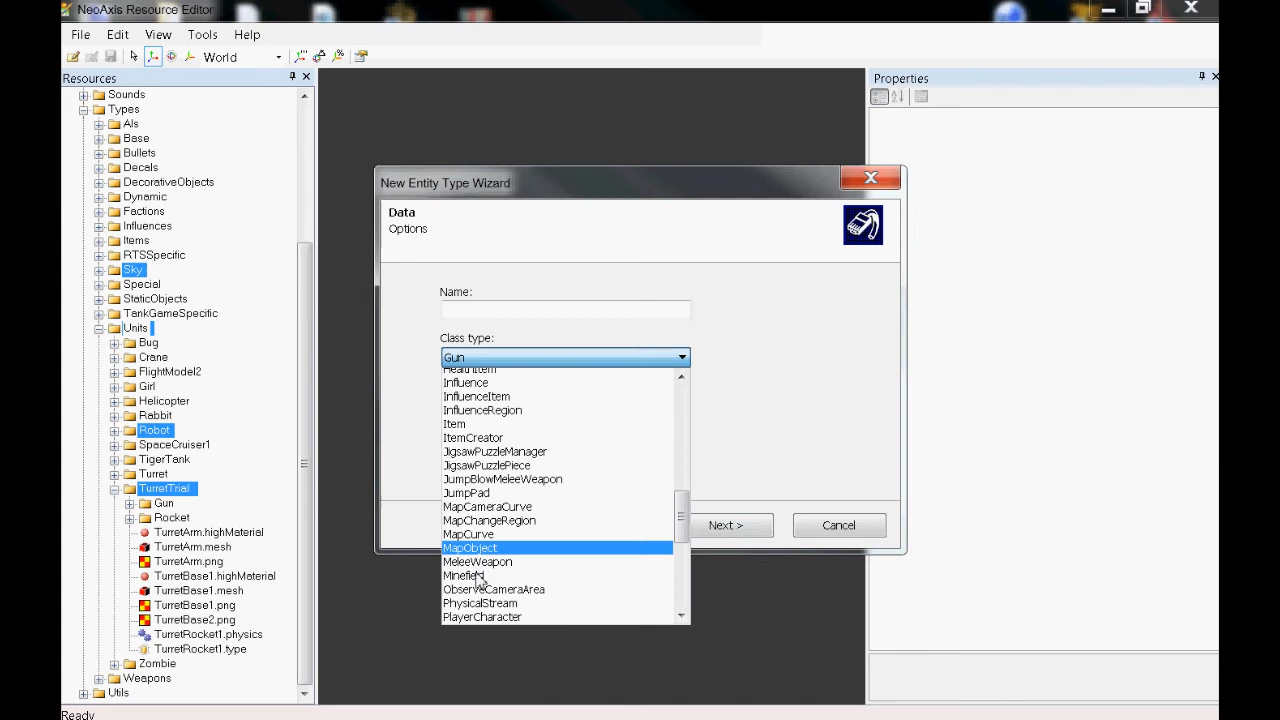 NeoAxis Resource Editor
File Edit View Tools Help
World
Resources
Properties
Sounds
Types
AIs
Base
Bullets
Decals
DecorativeObjects
Dynamic
Factions
Influences
Items
RTSSpecific
Sky
Special
StaticObjects
TankGameSpecific
Units
Bug
Crane
FlightModel2
Girl
Helicopter
Rabbit
Robot
SpaceCruiser1
TigerTank
Turret
TurretTrial
Gun
Rocket
TurretArm.highMaterial
TurretArm.mesh
TurretArm.png
TurretBase1.highMaterial
TurretBase1.mesh
TurretBase1.png
TurretBase2.png
TurretRocket1.physics
TurretRocket1.type
Zombie
Weapons
Utils
New Entity Type Wizard
Data
Options
Name:
Class type:
Gun
HealthItem
Influence
InfluenceItem
InfluenceRegion
Item
ItemCreator
JigsawPuzzleManager
JigsawPuzzlePiece
JumpBlowMeleeWeapon
JumpPad
MapCameraCurve
MapChangeRegion
MapCurve
MapObject
MeleeWeapon
Minefield
ObserveCameraArea
PhysicalStream
PlayerCharacter
Next >
Cancel
Ready